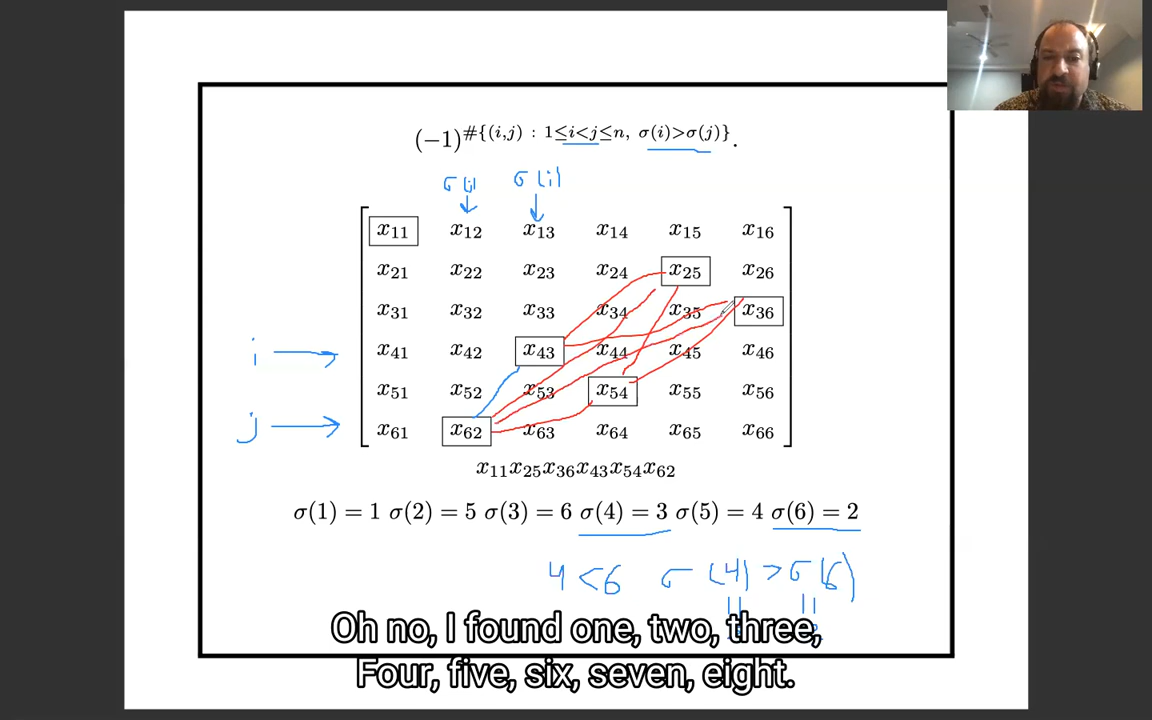 (−1)^#{(i,j) : 1≤i<j≤n, σ(i)>σ(j)}.
σ(j) σ(i)
x11 x12 x13 x14 x15 x16
x21 x22 x23 x24 x25 x26
x31 x32 x33 x34 x35 x36
i → x41 x42 x43 x44 x45 x46
x51 x52 x53 x54 x55 x56
j → x61 x62 x63 x64 x65 x66
x11x25x36x43x54x62
σ(1) = 1 σ(2) = 5 σ(3) = 6 σ(4) = 3 σ(5) = 4 σ(6) = 2
4 < 6 σ(4) > σ(6)
Oh no, I found one, two, three,
Four, five, six, seven, eight.